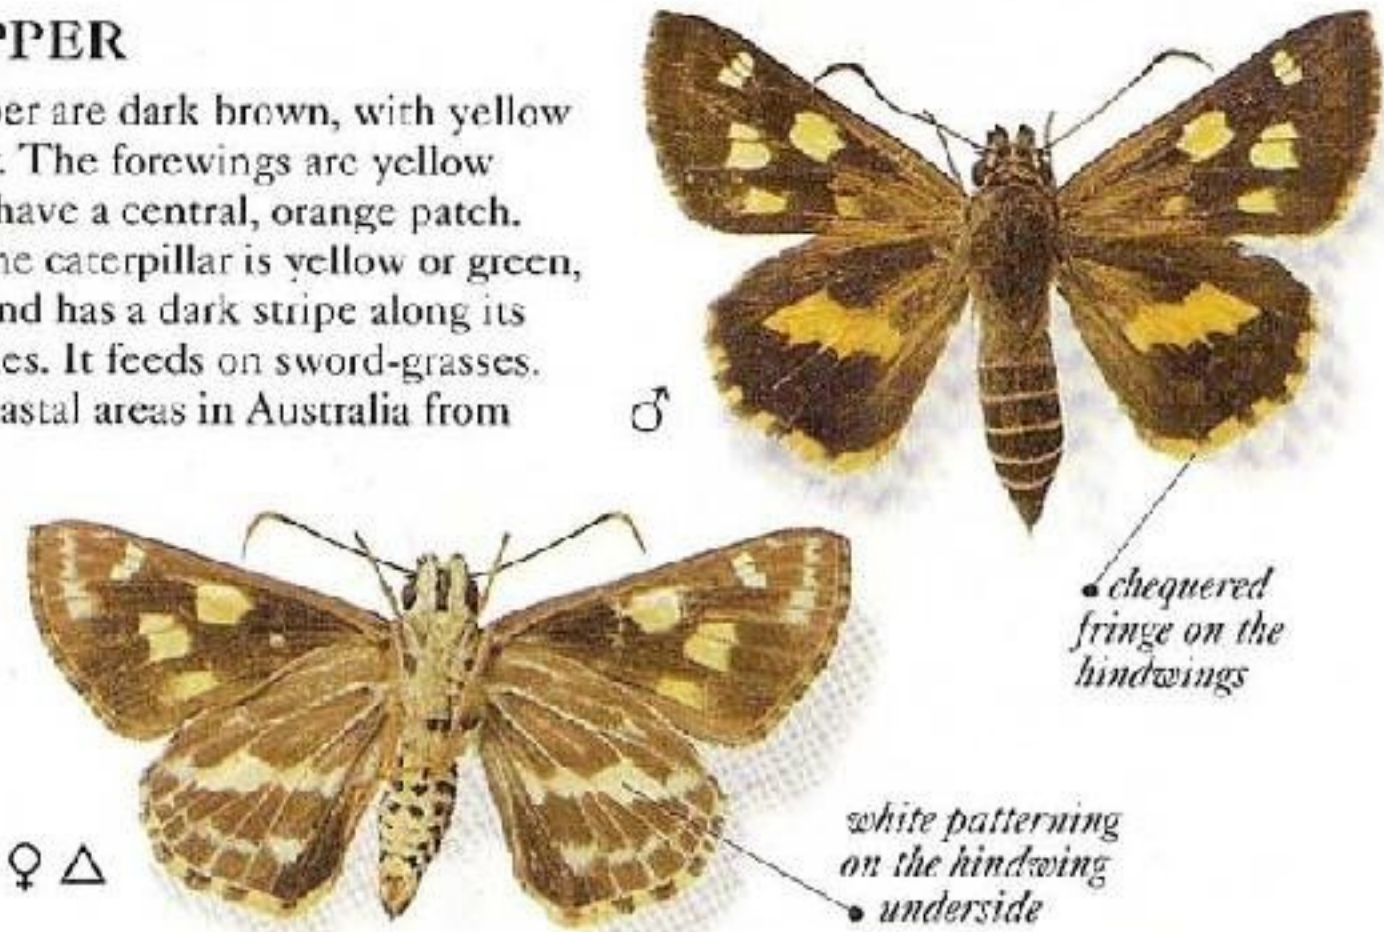 PPER
er are dark brown, with yellow
. The forewings are yellow
have a central, orange patch.
he caterpillar is yellow or green,
nd has a dark stripe along its
es. It feeds on sword-grasses.
astal areas in Australia from
♂
chequered
fringe on the
hindwings
white patterning
on the hindwing
underside
♀ △